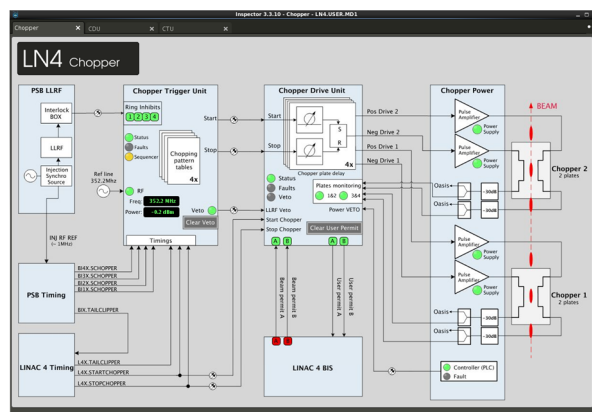 Inspector 3.3.10 - Chopper - LN4.USER.MD1
Chopper
CDU
CTU
LN4 Chopper
PSB LLRF
Interlock
BOX
LLRF
Injection
Synchro
Source
INJ RF REF
(~ 1MHz)
PSB Timing
LINAC 4 Timing
Ref line
352.2Mhz
Chopper Trigger Unit
Ring Inhibits
1 2 3 4
Status
Faults
Sequencer
Chopping
pattern
tables
4x
RF
Freq: 352.2 MHz
Power: -0.2 dBm
Veto
Clear Veto
Timings
BI4X.SCHOPPER
BI3X.SCHOPPER
BI2X.SCHOPPER
BI1X.SCHOPPER
BIX.TAILCLIPPER
L4X.TAILCLIPPER
L4X.STARTCHOPPER
L4X.STOPCHOPPER
Start
Stop
Chopper Drive Unit
Start
Stop
S
R
4x
Chopper plate delay
Status
Faults
Veto
Plates monitoring
1&2 3&4
LLRF Veto
Power VETO
Start Chopper
Stop Chopper
Clear User Permit
A B A B
Beam permit A
Beam permit B
User permit A
User permit B
A B
LINAC 4 BIS
Pos Drive 2
Neg Drive 2
Pos Drive 1
Neg Drive 1
Chopper Power
Pulse
Amplifier
Power
Supply
Pulse
Amplifier
Power
Supply
Oasis
-30dB
Oasis
-30dB
Pulse
Amplifier
Power
Supply
Pulse
Amplifier
Power
Supply
Oasis
-30dB
Oasis
-30dB
Controller (PLC)
Fault
BEAM
Chopper 2
2 plates
Chopper 1
2 plates